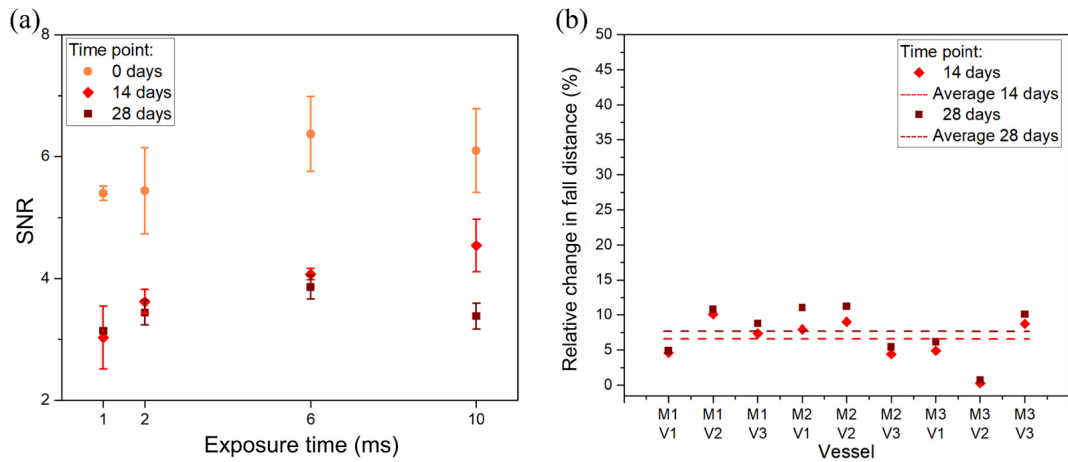 (a)
8
6
4
2
SNR
Time point:
0 days
14 days
28 days
1 2 6 10
Exposure time (ms)
(b)
50
45
40
35
30
25
20
15
10
5
0
Relative change in fall distance (%)
Time point:
14 days
Average 14 days
28 days
Average 28 days
M1 M1 M1 M2 M2 M2 M3 M3 M3
V1 V2 V3 V1 V2 V3 V1 V2 V3
Vessel